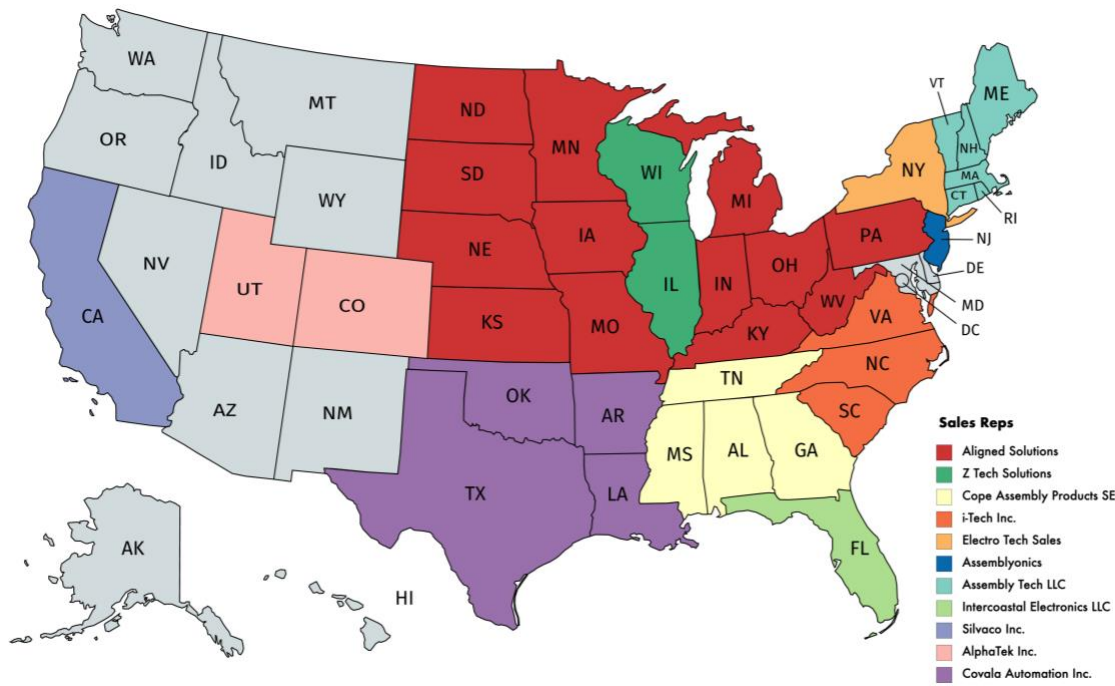 WA
MT
ND
MN
VT
ME
OR
ID
SD
WI
NY
NH
MA
CT
RI
WY
MI
IA
PA
NJ
NE
NV
UT
CO
IL
IN
OH
DE
MD
DC
WV
VA
CA
KS
MO
KY
NC
TN
OK
AR
SC
AZ
NM
MS
AL
GA
TX
LA
FL
AK
HI
Sales Reps
Aligned Solutions
Z Tech Solutions
Cope Assembly Products SE
i-Tech Inc.
Electro Tech Sales
Assemblyonics
Assembly Tech LLC
Intercoastal Electronics LLC
Silvaco Inc.
AlphaTek Inc.
Covala Automation Inc.